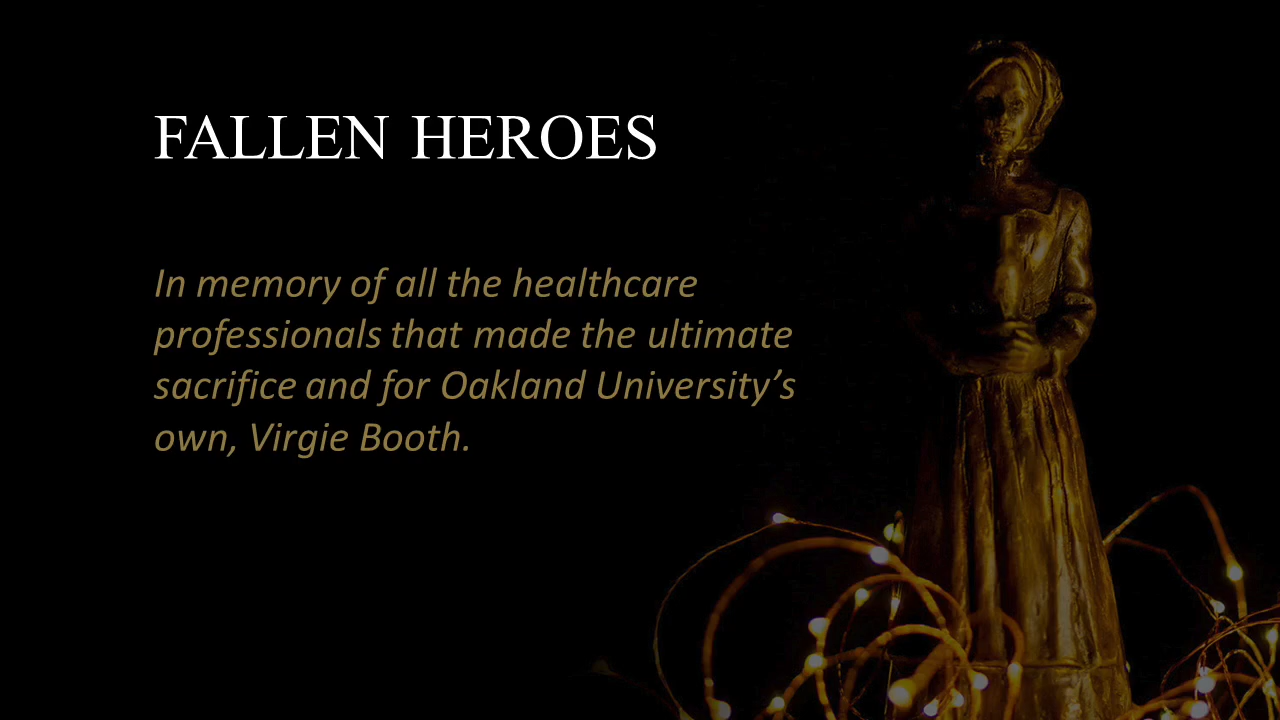 FALLEN HEROES
In memory of all the healthcare
professionals that made the ultimate
sacrifice and for Oakland University’s
own, Virgie Booth.